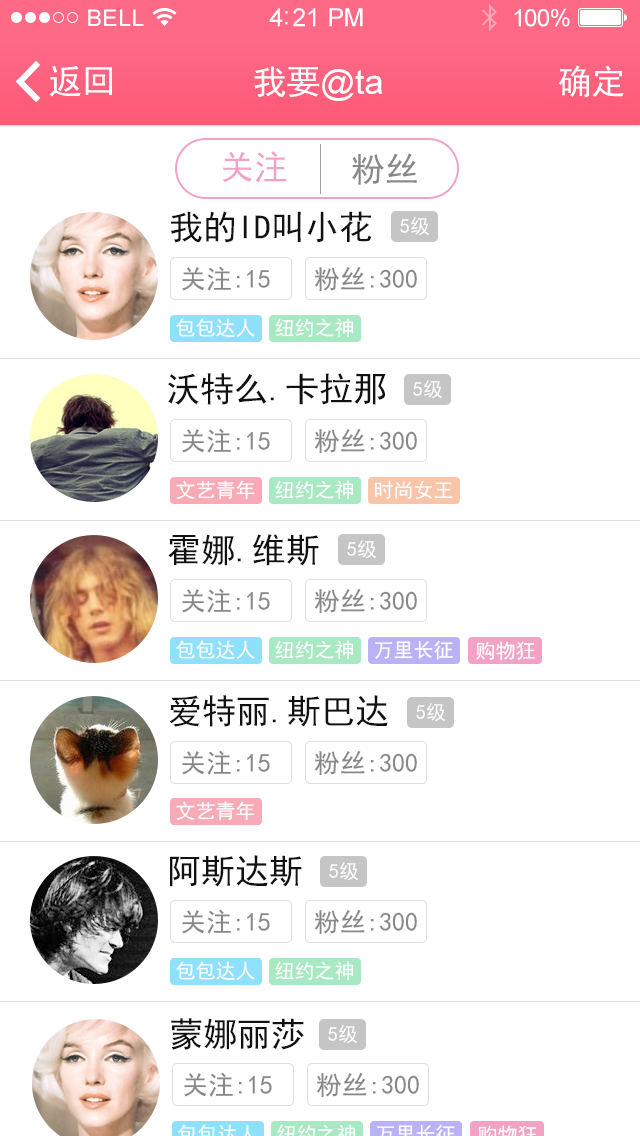 BELL 4:21 PM 100%
返回 我要@ta 确定
关注 粉丝
我的ID叫小花 5级
关注:15 粉丝:300
包包达人 纽约之神
沃特么.卡拉那 5级
关注:15 粉丝:300
文艺青年 纽约之神 时尚女王
霍娜.维斯 5级
关注:15 粉丝:300
包包达人 纽约之神 万里长征 购物狂
爱特丽.斯巴达 5级
关注:15 粉丝:300
文艺青年
阿斯达斯 5级
关注:15 粉丝:300
包包达人 纽约之神
蒙娜丽莎 5级
关注:15 粉丝:300
包包达人 纽约之神 万里长征 购物狂